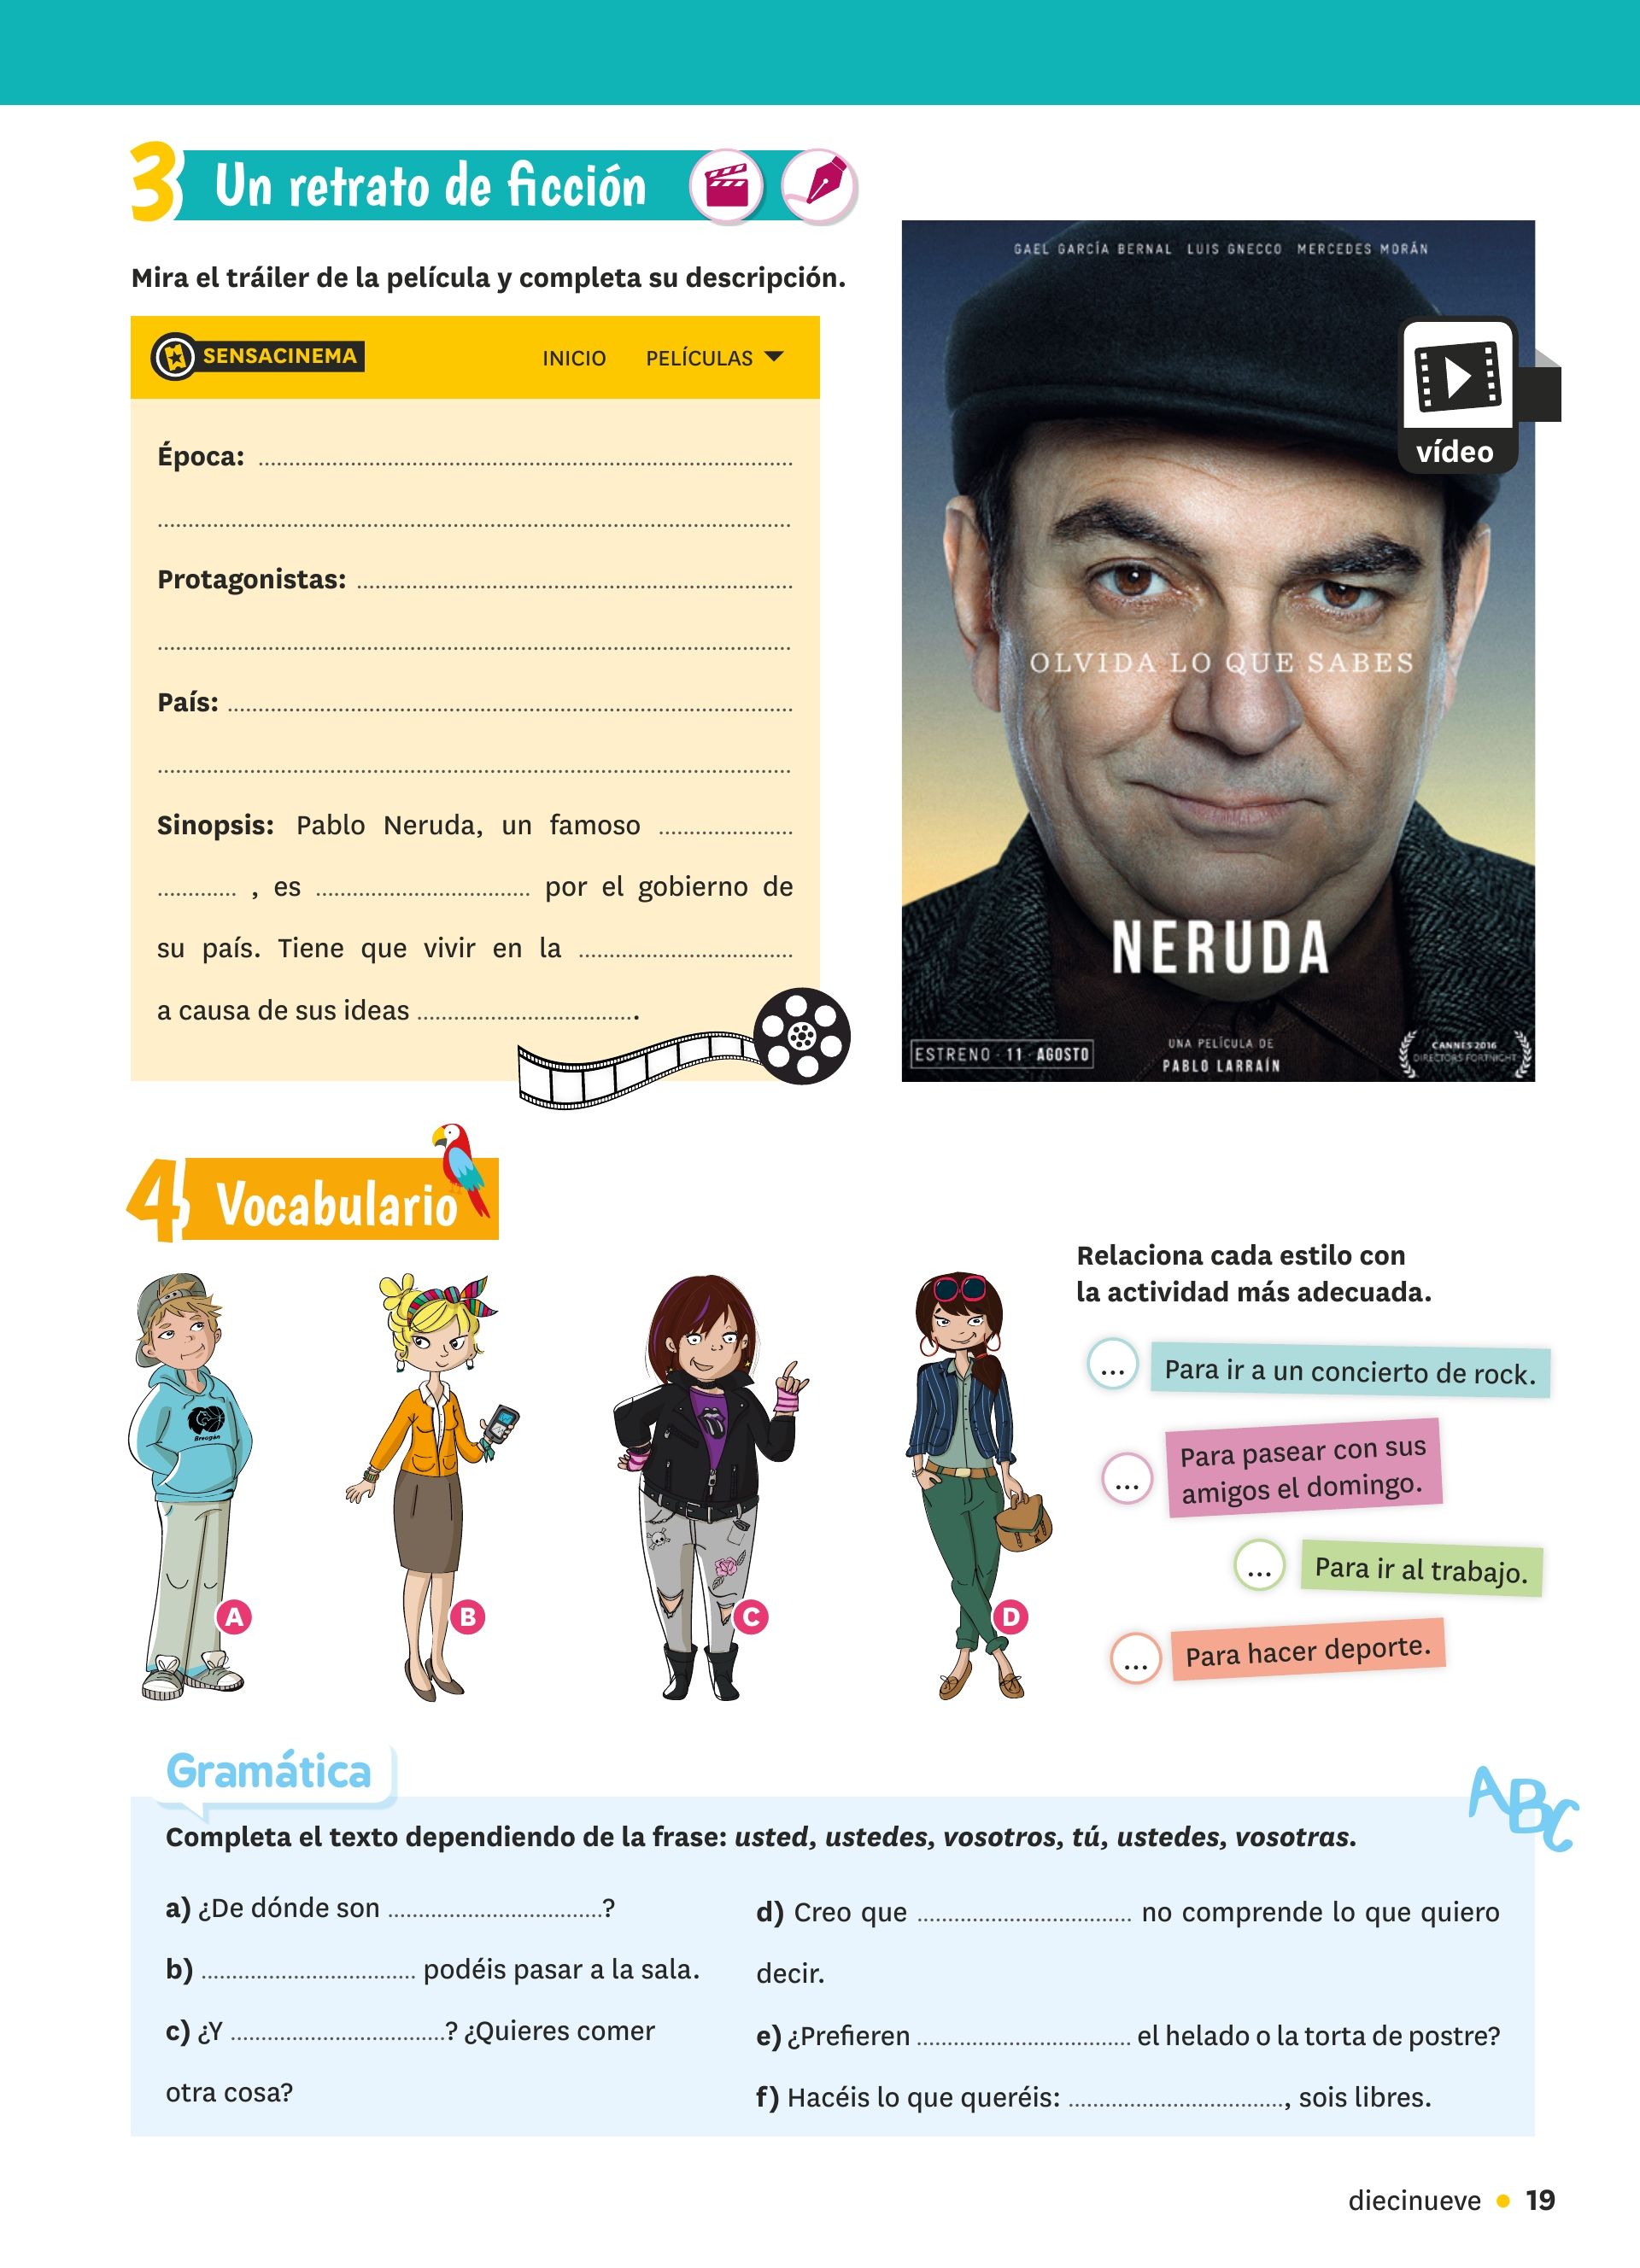 3 Un retrato de ficción
Mira el tráiler de la película y completa su descripción.
SENSACINEMA INICIO PELÍCULAS
Época: ........................................
........................................
Protagonistas: ........................................
........................................
País: ........................................
........................................
Sinopsis: Pablo Neruda, un famoso ....................
............ , es .............................. por el gobierno de
su país. Tiene que vivir en la ..............................
a causa de sus ideas ...............................
GAEL GARCÍA BERNAL LUIS GNECCO MERCEDES MORÁN
vídeo
OLVIDA LO QUE SABES
NERUDA
ESTRENO · 11 AGOSTO
UNA PELÍCULA DE
PABLO LARRAÍN
CANNES 2016
DIRECTORS' FORTNIGHT
4 Vocabulario
Breogán
A
B
C
D
Relaciona cada estilo con
la actividad más adecuada.
... Para ir a un concierto de rock.
... Para pasear con sus
amigos el domingo.
... Para ir al trabajo.
... Para hacer deporte.
Gramática
ABC
Completa el texto dependiendo de la frase: usted, ustedes, vosotros, tú, ustedes, vosotras.
a) ¿De dónde son ..............................?
b) .............................. podéis pasar a la sala.
c) ¿Y ..............................? ¿Quieres comer
otra cosa?
d) Creo que .............................. no comprende lo que quiero
decir.
e) ¿Prefieren .............................. el helado o la torta de postre?
f) Hacéis lo que queréis: .............................., sois libres.
diecinueve • 19